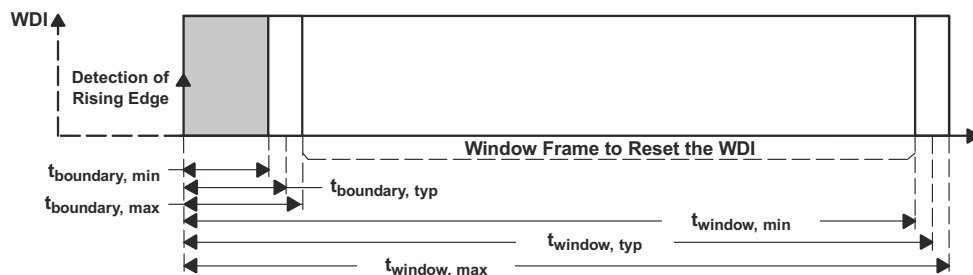 WDI
Detection of
Rising Edge
Window Frame to Reset the WDI
tboundary, min
tboundary, typ
tboundary, max
twindow, min
twindow, typ
twindow, max